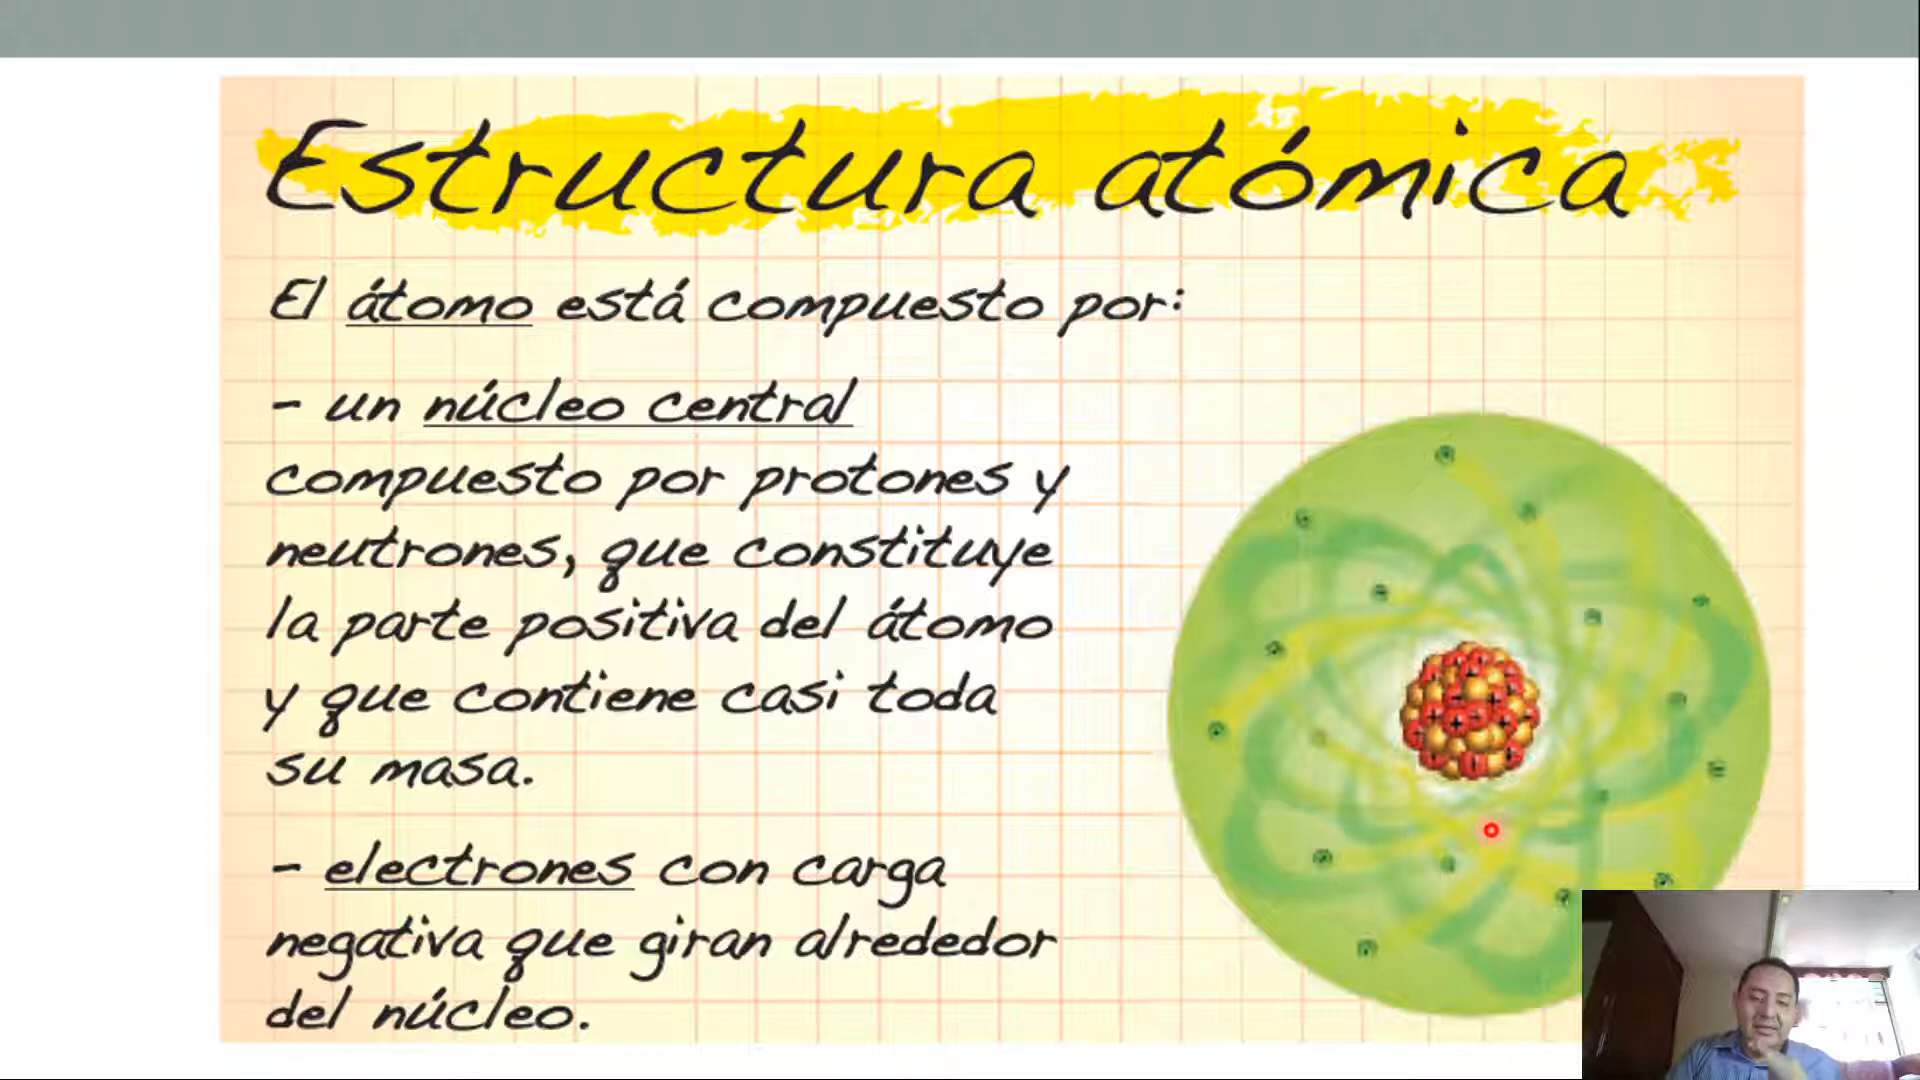 Estructura atómica
El átomo está compuesto por:
- un núcleo central
compuesto por protones y
neutrones, que constituye
la parte positiva del átomo
y que contiene casi toda
su masa.
- electrones con carga
negativa que giran alrededor
del núcleo.